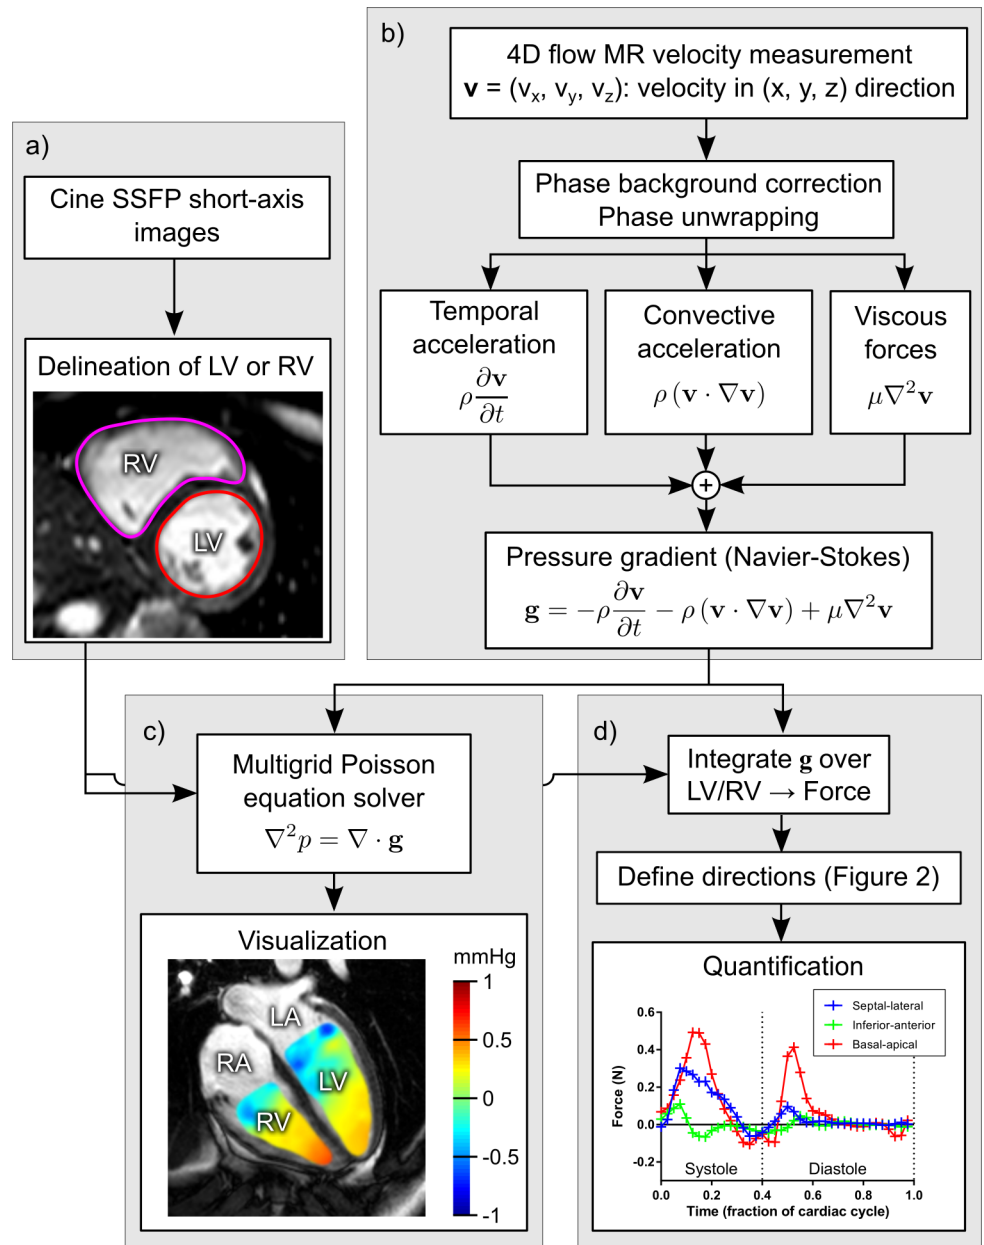 a)
Cine SSFP short-axis
images
Delineation of LV or RV
RV
LV
b)
4D flow MR velocity measurement
v = (vₓ, vᵧ, v_z): velocity in (x, y, z) direction
Phase background correction
Phase unwrapping
Temporal
acceleration
ρ ∂v/∂t
Convective
acceleration
ρ (v · ∇v)
Viscous
forces
μ∇²v
+
Pressure gradient (Navier-Stokes)
g = −ρ ∂v/∂t − ρ (v · ∇v) + μ∇²v
c)
Multigrid Poisson
equation solver
∇²p = ∇ · g
Visualization
mmHg
1
0.5
0
-0.5
-1
LA
RA
LV
RV
d)
Integrate g over
LV/RV → Force
Define directions (Figure 2)
Quantification
Septal-lateral
Inferior-anterior
Basal-apical
Force (N)
0.6
0.4
0.2
0.0
-0.2
Systole
Diastole
0.0 0.2 0.4 0.6 0.8 1.0
Time (fraction of cardiac cycle)